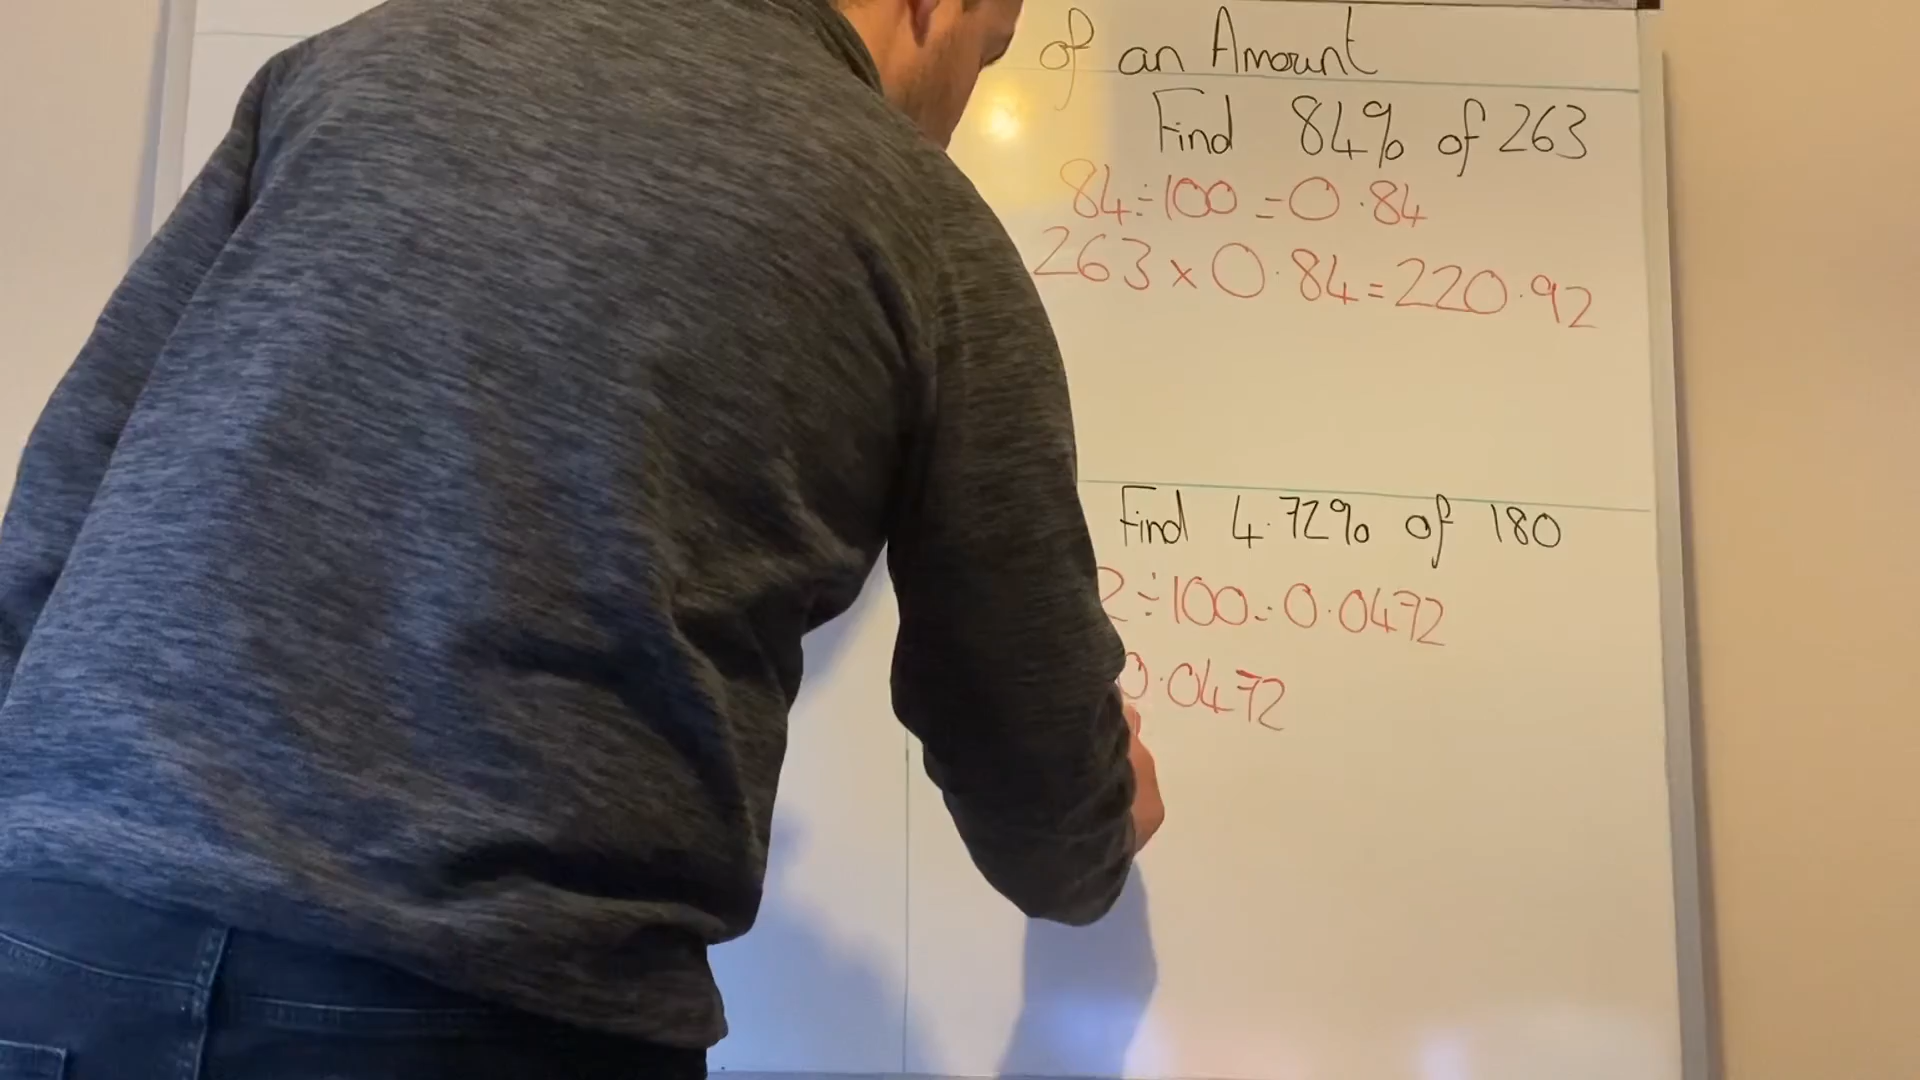 of an Amount
Find 84% of 263
84÷100=0.84
263×0.84=220.92
Find 4.72% of 180
2÷100=0.0472
0.0472